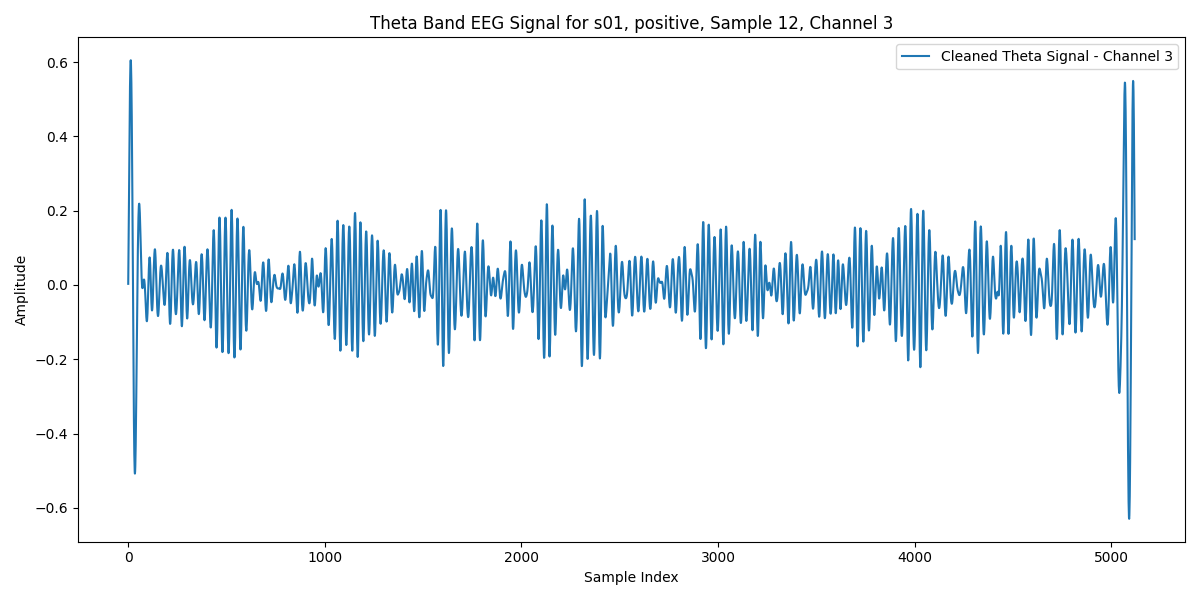 Theta Band EEG Signal for s01, positive, Sample 12, Channel 3
Cleaned Theta Signal - Channel 3
Amplitude
0.6
0.4
0.2
0.0
−0.2
−0.4
−0.6
0 1000 2000 3000 4000 5000
Sample Index